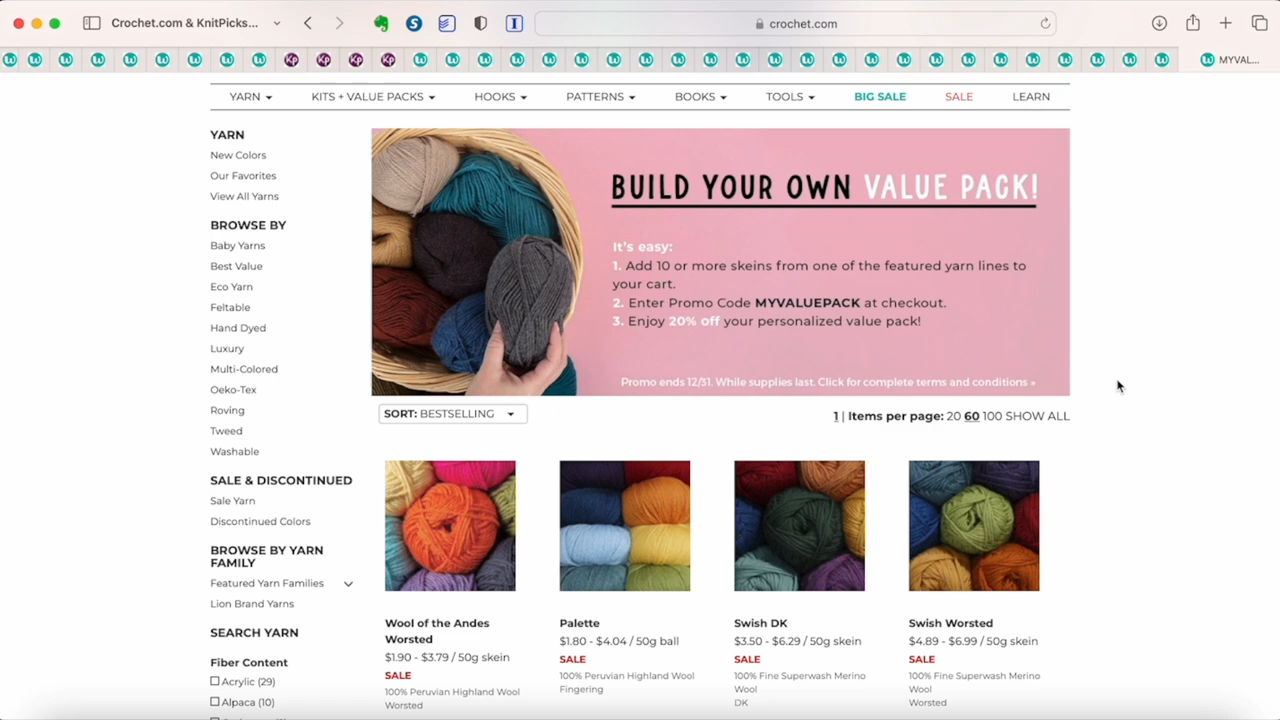 Crochet.com & KnitPicks...
crochet.com
MYVAL...
YARN
KITS + VALUE PACKS
HOOKS
PATTERNS
BOOKS
TOOLS
BIG SALE
SALE
LEARN
YARN
New Colors
Our Favorites
View All Yarns
BROWSE BY
Baby Yarns
Best Value
Eco Yarn
Feltable
Hand Dyed
Luxury
Multi-Colored
Oeko-Tex
Roving
Tweed
Washable
SALE & DISCONTINUED
Sale Yarn
Discontinued Colors
BROWSE BY YARN
FAMILY
Featured Yarn Families
Lion Brand Yarns
SEARCH YARN
Fiber Content
Acrylic (29)
Alpaca (10)
BUILD YOUR OWN VALUE PACK!
It's easy:
1. Add 10 or more skeins from one of the featured yarn lines to
your cart.
2. Enter Promo Code MYVALUEPACK at checkout.
3. Enjoy 20% off your personalized value pack!
Promo ends 12/31. While supplies last. Click for complete terms and conditions »
SORT: BESTSELLING
1 | Items per page: 20 60 100 SHOW ALL
Wool of the Andes
Worsted
$1.90 - $3.79 / 50g skein
SALE
100% Peruvian Highland Wool
Worsted
Palette
$1.80 - $4.04 / 50g ball
SALE
100% Peruvian Highland Wool
Fingering
Swish DK
$3.50 - $6.29 / 50g skein
SALE
100% Fine Superwash Merino
Wool
DK
Swish Worsted
$4.89 - $6.99 / 50g skein
SALE
100% Fine Superwash Merino
Wool
Worsted